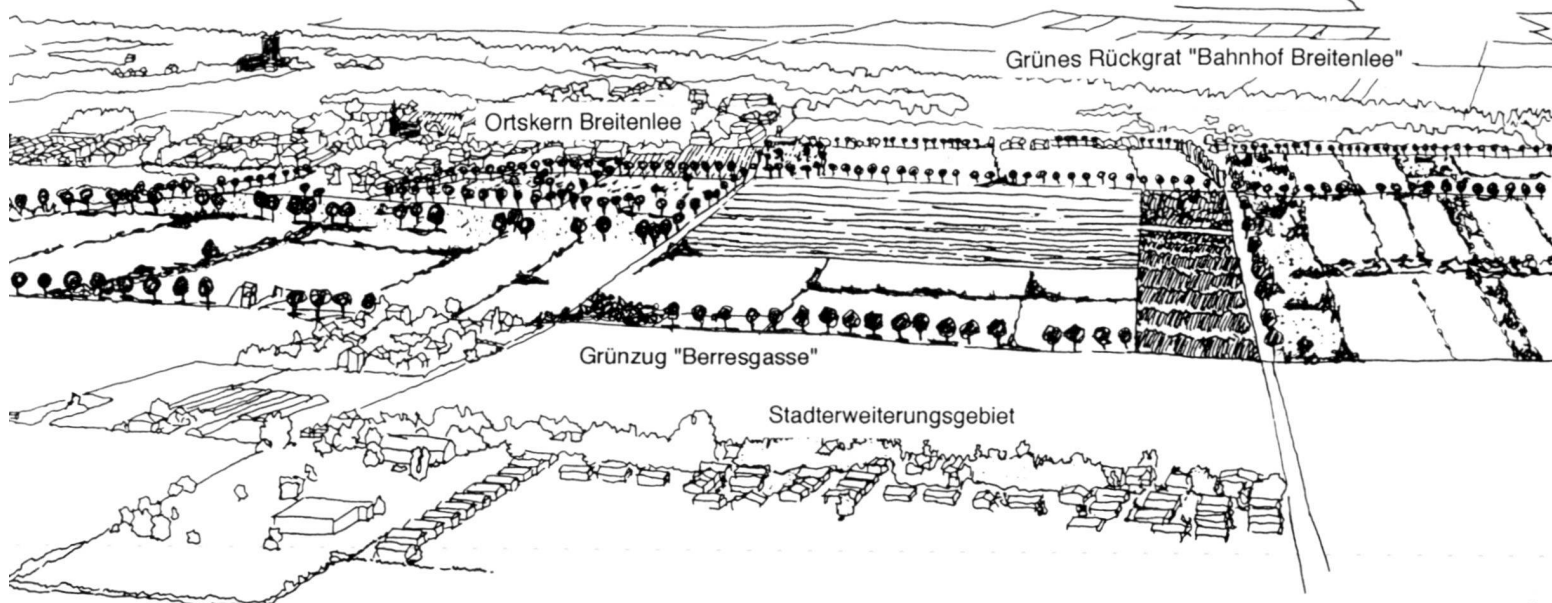 Grünes Rückgrat "Bahnhof Breitenlee"
Ortskern Breitenlee
Grünzug "Berresgasse"
Stadterweiterungsgebiet